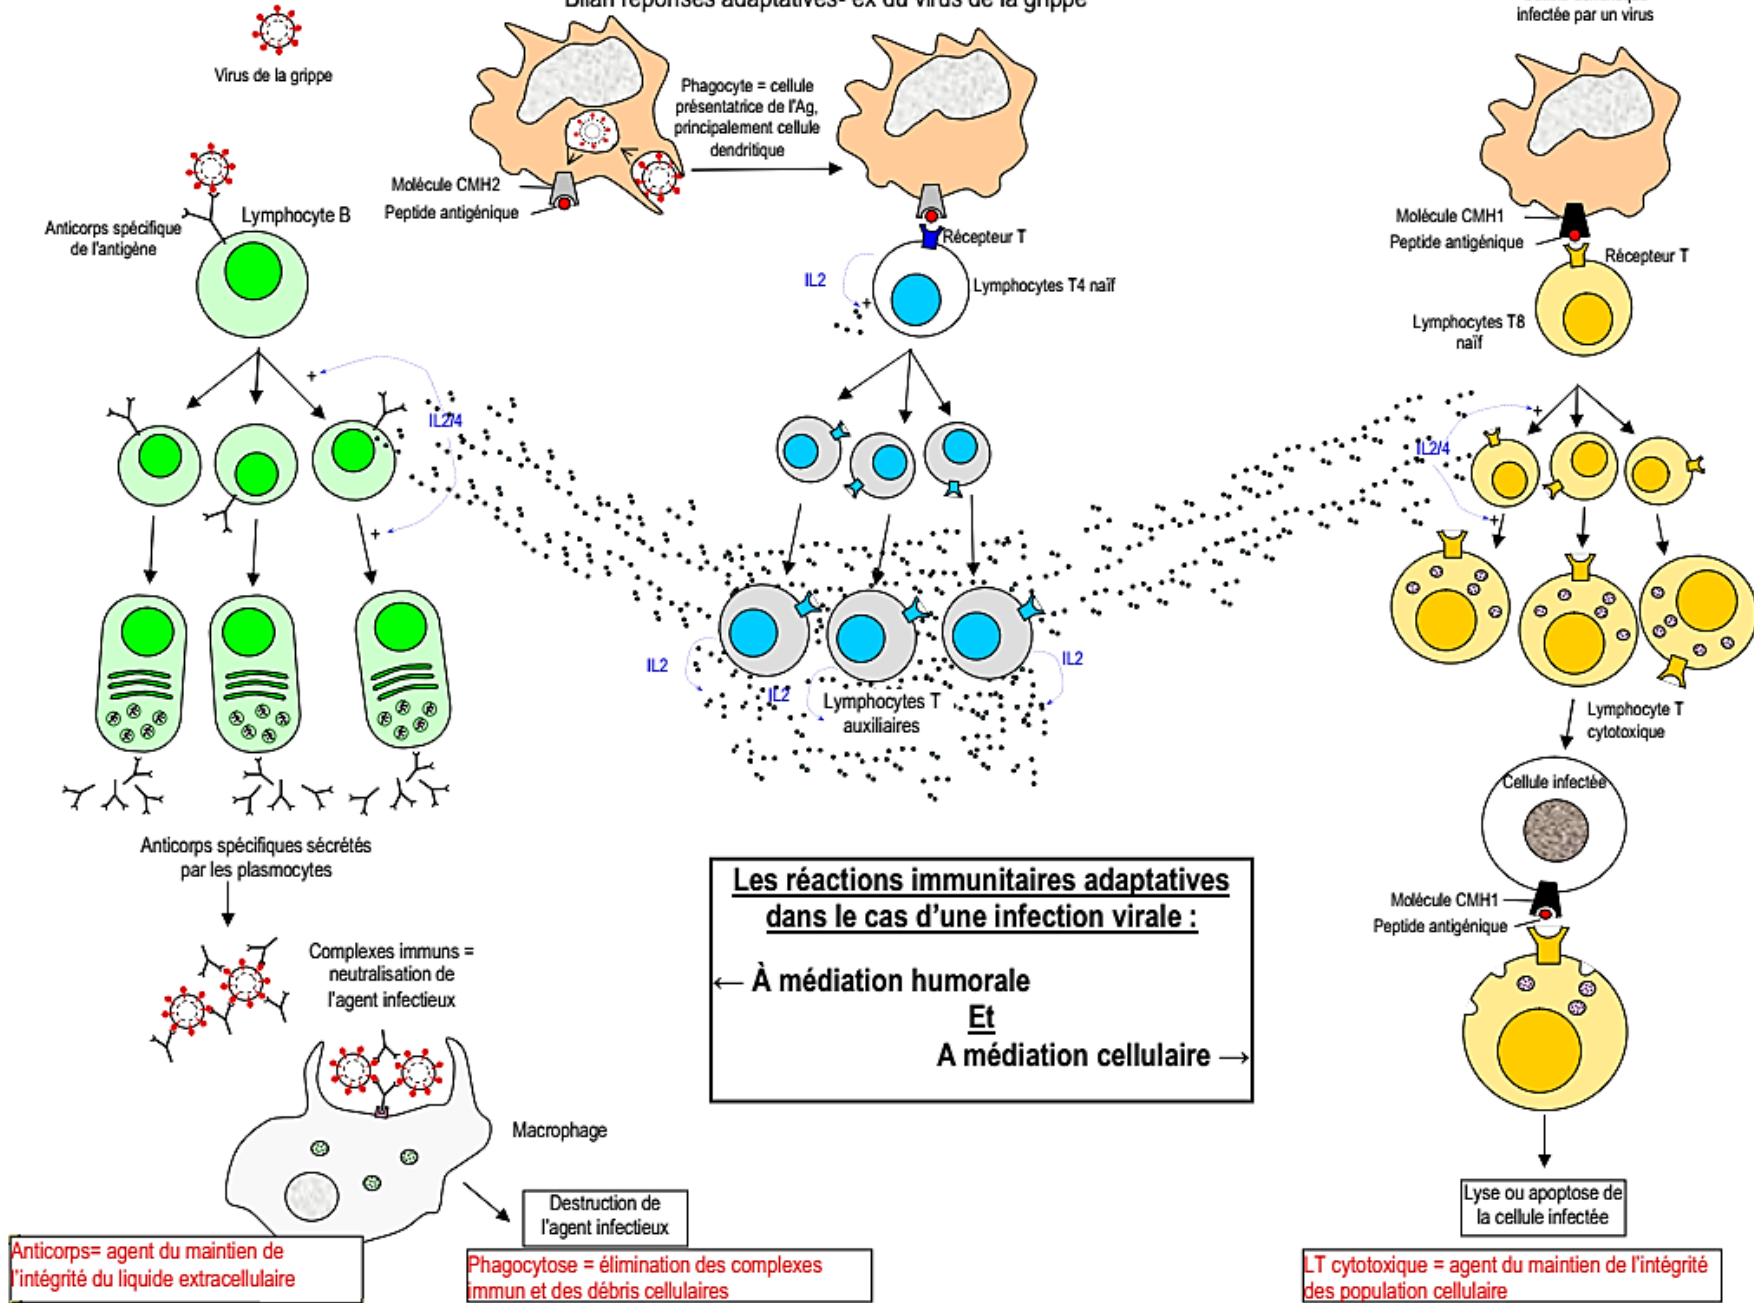 Bilan réponses adaptatives- ex du virus de la grippe
infectée par un virus
Virus de la grippe
Phagocyte = cellule
présentatrice de l'Ag,
principalement cellule
dendritique
Molécule CMH2
Peptide antigénique
Anticorps spécifique
de l'antigène
Lymphocyte B
Récepteur T
IL2
Lymphocytes T4 naïf
Molécule CMH1
Peptide antigénique
Récepteur T
Lymphocytes T8
naïf
+
+
IL2/4
+
+
IL2/4
+
IL2
IL2
IL2
Lymphocytes T
auxiliaires
Lymphocyte T
cytotoxique
Cellule infectée
Anticorps spécifiques sécrétés
par les plasmocytes
Molécule CMH1
Peptide antigénique
Les réactions immunitaires adaptatives
dans le cas d'une infection virale :
← À médiation humorale
Et
A médiation cellulaire →
Complexes immuns =
neutralisation de
l'agent infectieux
Macrophage
Destruction de
l'agent infectieux
Lyse ou apoptose de
la cellule infectée
Anticorps= agent du maintien de
l'intégrité du liquide extracellulaire
Phagocytose = élimination des complexes
immun et des débris cellulaires
LT cytotoxique = agent du maintien de l'intégrité
des population cellulaire